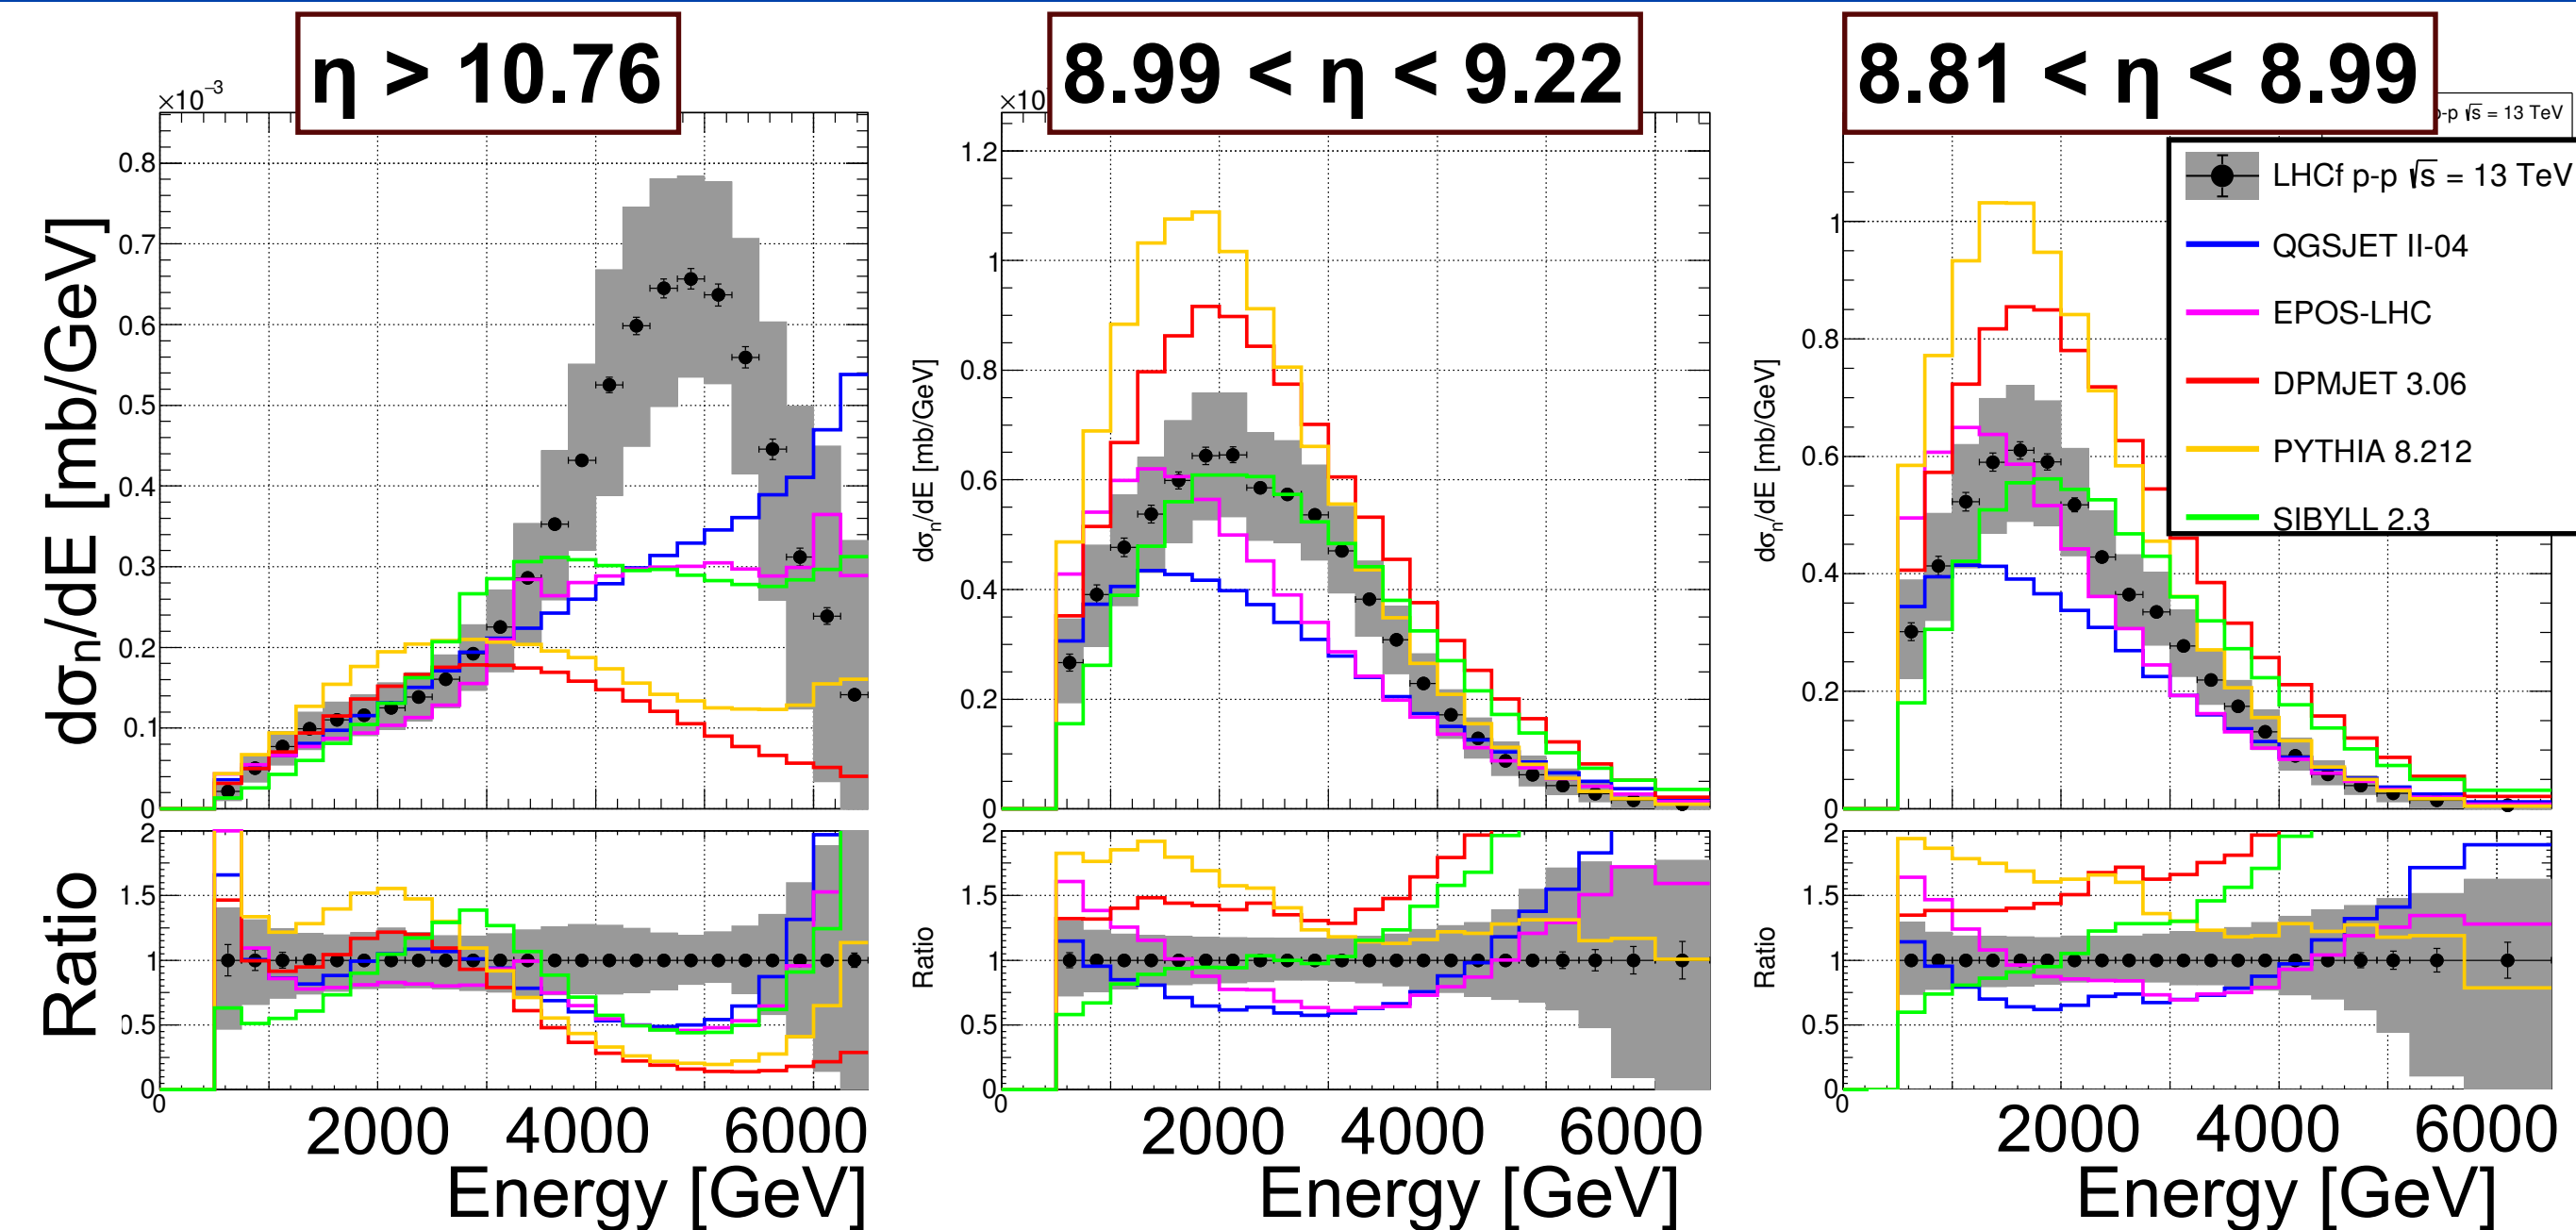 η > 10.76
8.99 < η < 9.22
8.81 < η < 8.99
×10⁻³
×10
p-p √s = 13 TeV
LHCf p-p √s = 13 TeV
QGSJET II-04
EPOS-LHC
DPMJET 3.06
PYTHIA 8.212
SIBYLL 2.3
dσn/dE [mb/GeV]
0.8
0.7
0.6
0.5
0.4
0.3
0.2
0.1
0
dσn/dE [mb/GeV]
1.2
1
0.8
0.6
0.4
0.2
0
dσn/dE [mb/GeV]
1
0.8
0.6
0.4
0.2
0
Ratio
2
1.5
1
0.5
0
Ratio
2
1.5
1
0.5
0
Ratio
2
1.5
1
0.5
0
0 2000 4000 6000
0 2000 4000 6000
0 2000 4000 6000
Energy [GeV]
Energy [GeV]
Energy [GeV]